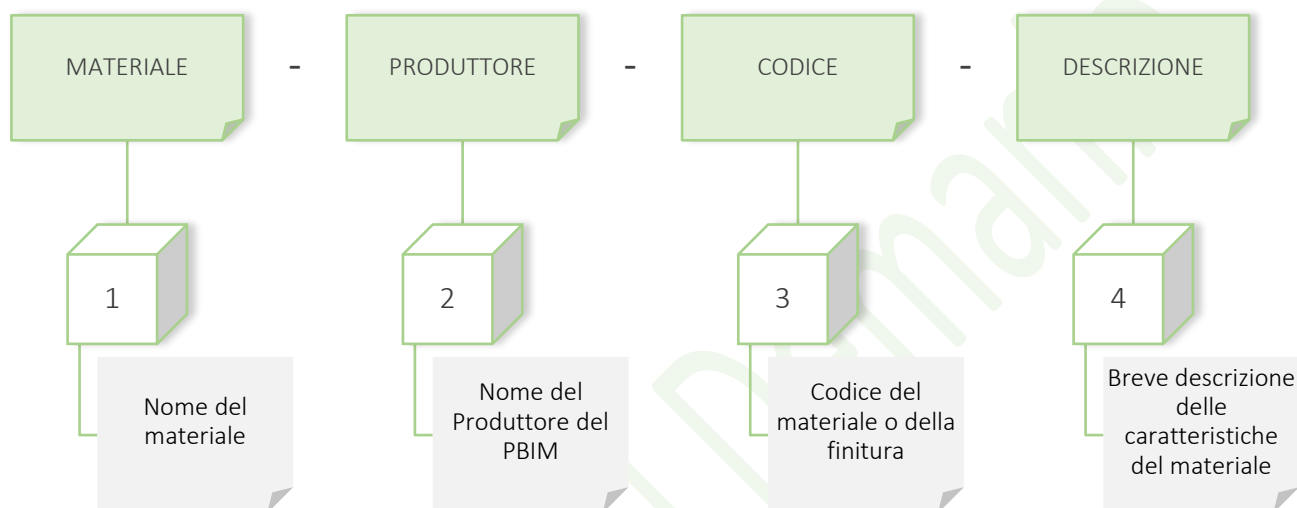 MATERIALE - PRODUTTORE - CODICE - DESCRIZIONE
1 2 3 4
Nome del
materiale
Nome del
Produttore del
PBIM
Codice del
materiale o della
finitura
Breve descrizione
delle
caratteristiche
del materiale